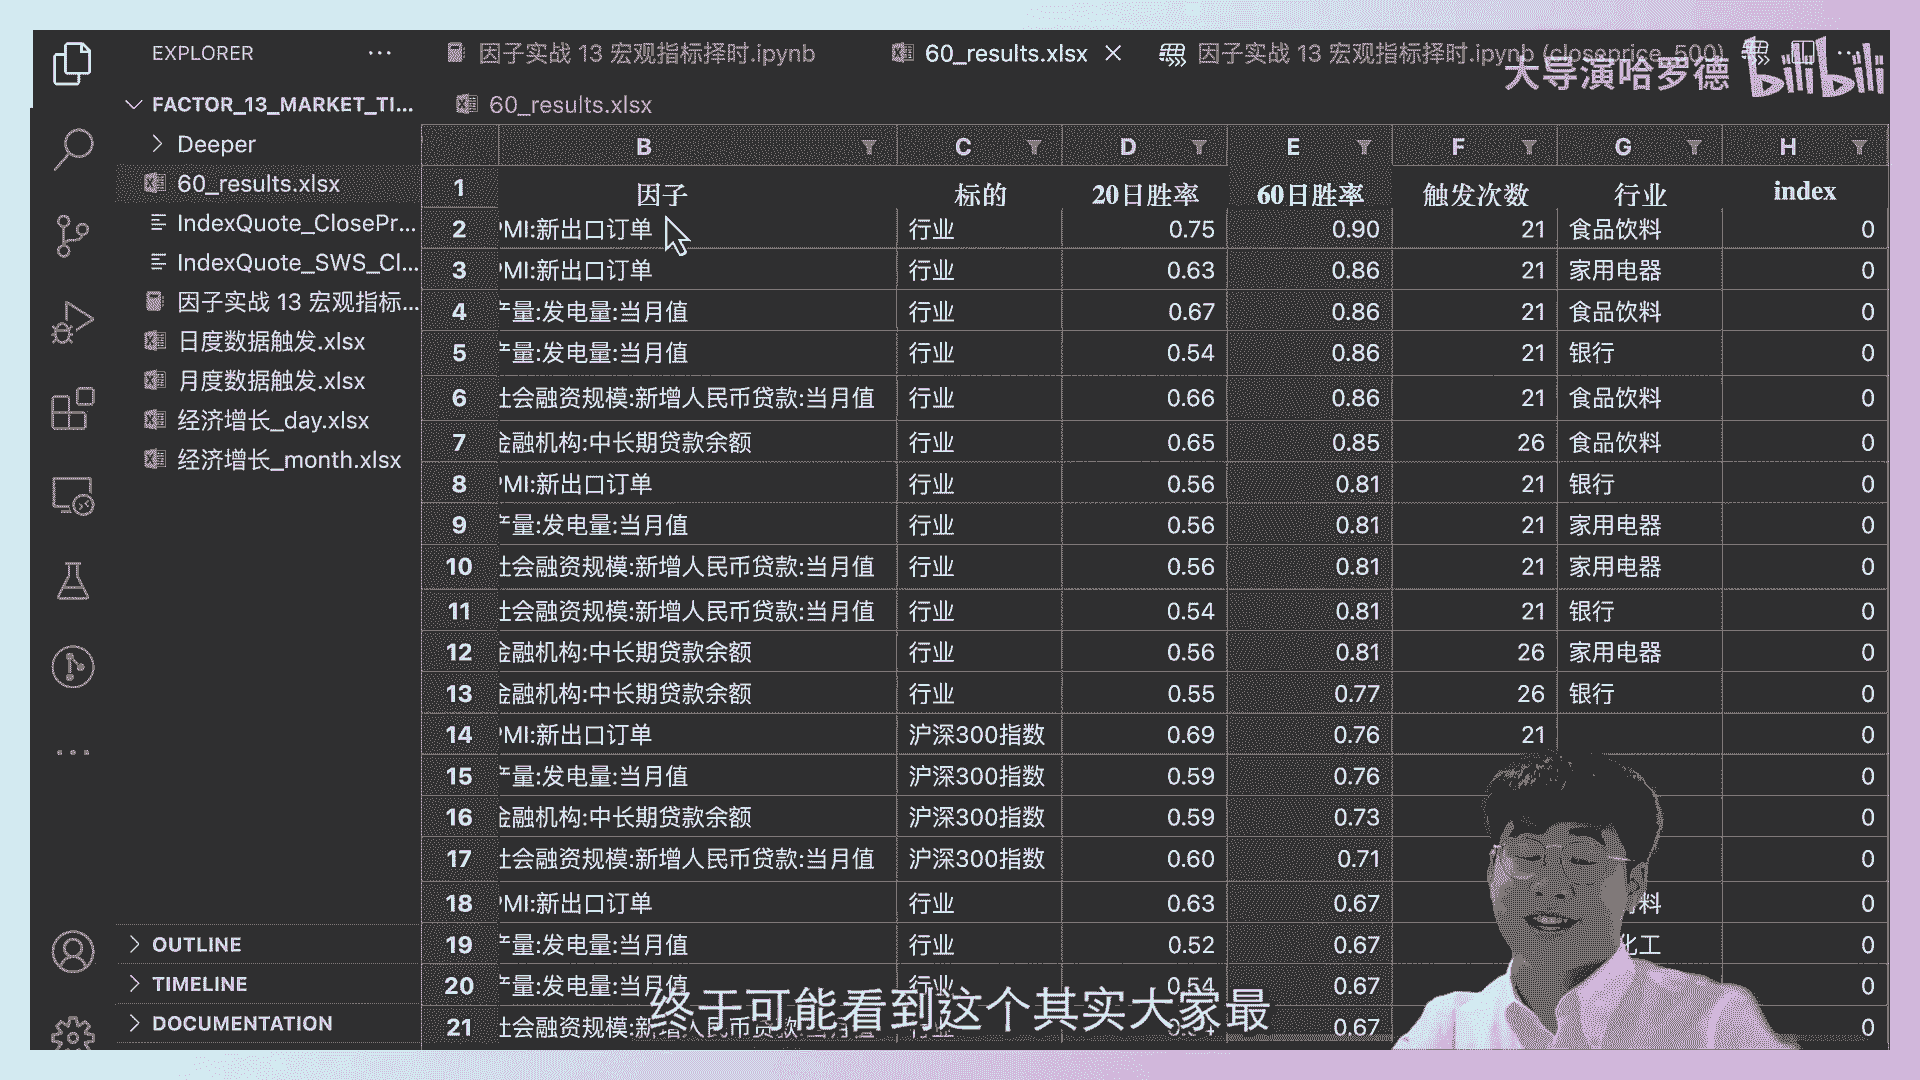 EXPLORER
因子实战 13 宏观指标择时.ipynb
60_results.xlsx
因子实战 13 宏观指标择时.ipynb (closeprice_500)
大导演哈罗德 bilibili
FACTOR_13_MARKET_TI...
Deeper
60_results.xlsx
IndexQuote_ClosePr...
IndexQuote_SWS_Cl...
因子实战 13 宏观指标...
日度数据触发.xlsx
月度数据触发.xlsx
经济增长_day.xlsx
经济增长_month.xlsx
OUTLINE
TIMELINE
DOCUMENTATION
60_results.xlsx
B C D E F G H
1 因子 标的 20日胜率 60日胜率 触发次数 行业 index
2 PMI:新出口订单 行业 0.75 0.90 21 食品饮料 0
3 PMI:新出口订单 行业 0.63 0.86 21 家用电器 0
4 产量:发电量:当月值 行业 0.67 0.86 21 食品饮料 0
5 产量:发电量:当月值 行业 0.54 0.86 21 银行 0
6 社会融资规模:新增人民币贷款:当月值 行业 0.66 0.86 21 食品饮料 0
7 金融机构:中长期贷款余额 行业 0.65 0.85 26 食品饮料 0
8 PMI:新出口订单 行业 0.56 0.81 21 银行 0
9 产量:发电量:当月值 行业 0.56 0.81 21 家用电器 0
10 社会融资规模:新增人民币贷款:当月值 行业 0.56 0.81 21 家用电器 0
11 社会融资规模:新增人民币贷款:当月值 行业 0.54 0.81 21 银行 0
12 金融机构:中长期贷款余额 行业 0.56 0.81 26 家用电器 0
13 金融机构:中长期贷款余额 行业 0.55 0.77 26 银行 0
14 PMI:新出口订单 沪深300指数 0.69 0.76 21 0
15 产量:发电量:当月值 沪深300指数 0.59 0.76 0
16 金融机构:中长期贷款余额 沪深300指数 0.59 0.73 0
17 社会融资规模:新增人民币贷款:当月值 沪深300指数 0.60 0.71 0
18 PMI:新出口订单 行业 0.63 0.67 料 0
19 产量:发电量:当月值 行业 0.52 0.67 化工 0
20 产量:发电量:当月值 行业 0.54 0.67 0
21 社会融资规模:新增人民币贷款:当月值 行业 0.67 0
终于可能看到这个其实大家最